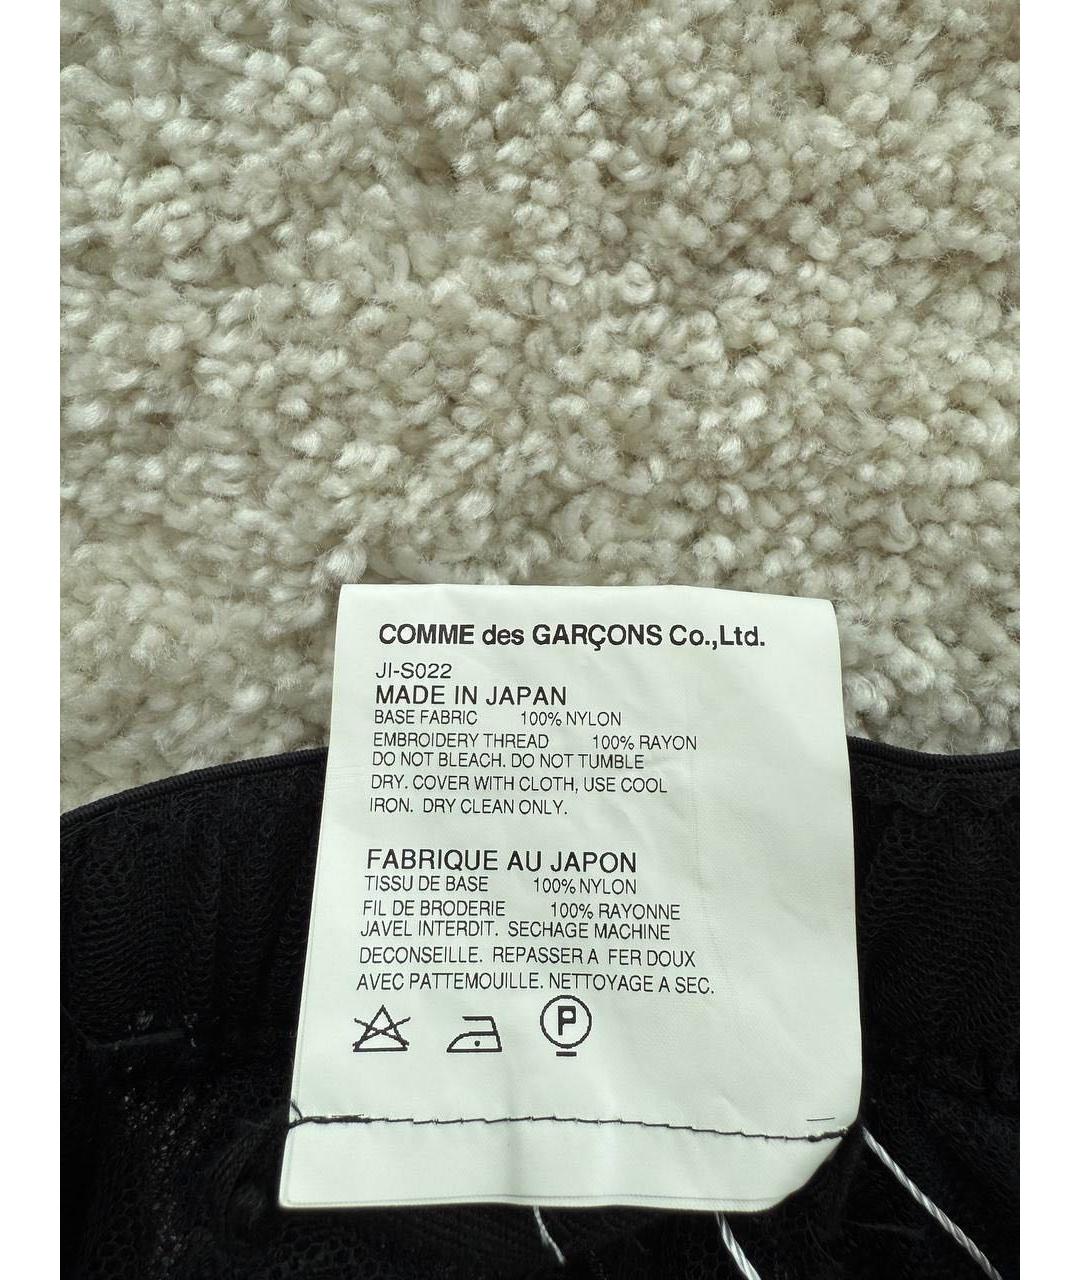 COMME des GARÇONS Co.,Ltd.
JI-S022
MADE IN JAPAN
BASE FABRIC 100% NYLON
EMBROIDERY THREAD 100% RAYON
DO NOT BLEACH. DO NOT TUMBLE
DRY. COVER WITH CLOTH, USE COOL
IRON. DRY CLEAN ONLY.
FABRIQUE AU JAPON
TISSU DE BASE 100% NYLON
FIL DE BRODERIE 100% RAYONNE
JAVEL INTERDIT. SECHAGE MACHINE
DECONSEILLE. REPASSER A FER DOUX
AVEC PATTEMOUILLE. NETTOYAGE A SEC.
P